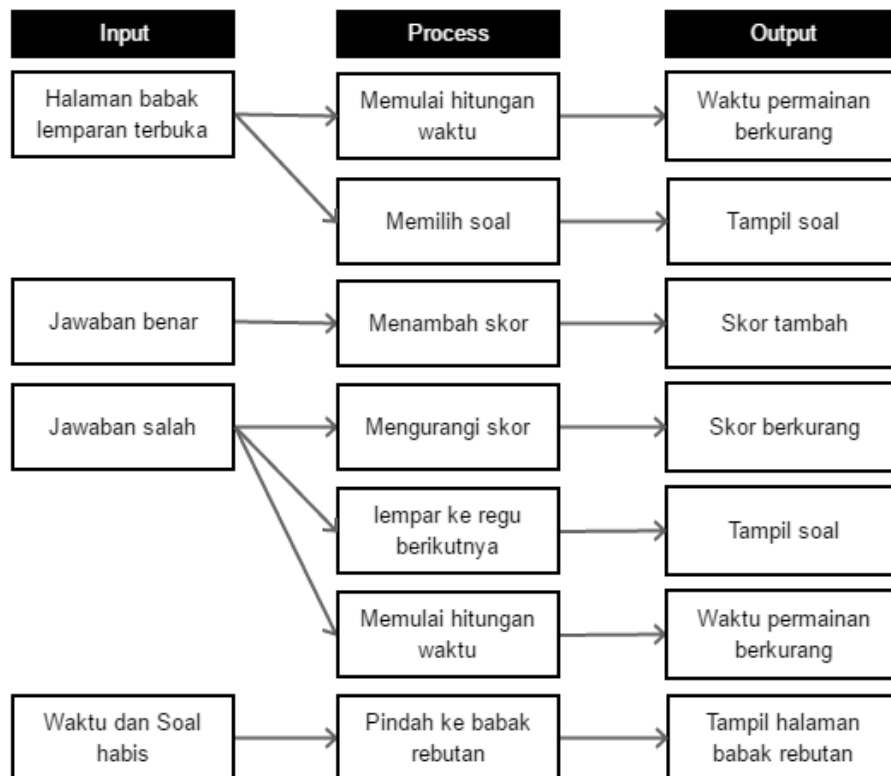 Input
Process
Output
Halaman babak
lemparan terbuka
Memulai hitungan
waktu
Waktu permainan
berkurang
Memilih soal
Tampil soal
Jawaban benar
Menambah skor
Skor tambah
Jawaban salah
Mengurangi skor
Skor berkurang
lempar ke regu
berikutnya
Tampil soal
Memulai hitungan
waktu
Waktu permainan
berkurang
Waktu dan Soal
habis
Pindah ke babak
rebutan
Tampil halaman
babak rebutan